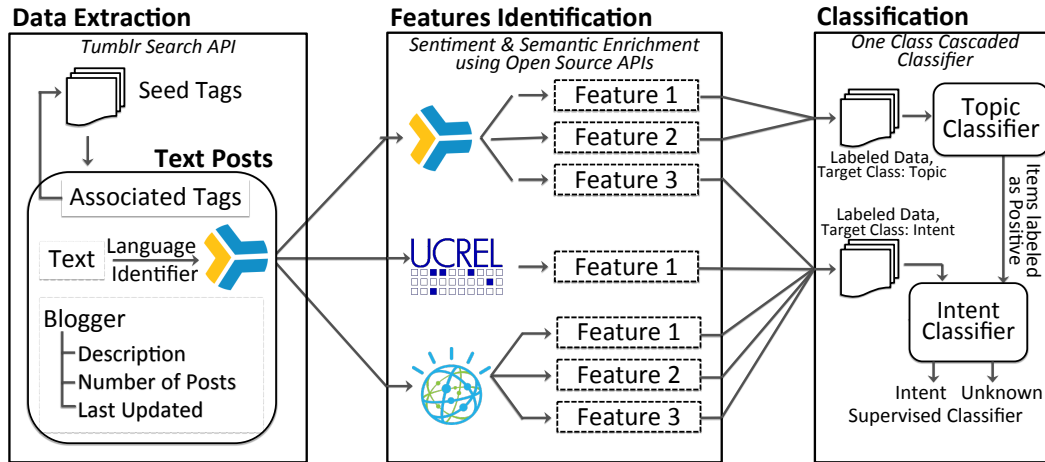 Data Extraction
Tumblr Search API
Seed Tags
Text Posts
Associated Tags
Text
Language
Identifier
Blogger
Description
Number of Posts
Last Updated
Features Identification
Sentiment & Semantic Enrichment
using Open Source APIs
Feature 1
Feature 2
Feature 3
UCREL
Feature 1
Feature 1
Feature 2
Feature 3
Classification
One Class Cascaded
Classifier
Topic
Classifier
Labeled Data,
Target Class: Topic
Items labeled
as Positive
Labeled Data,
Target Class: Intent
Intent
Classifier
Intent Unknown
Supervised Classifier